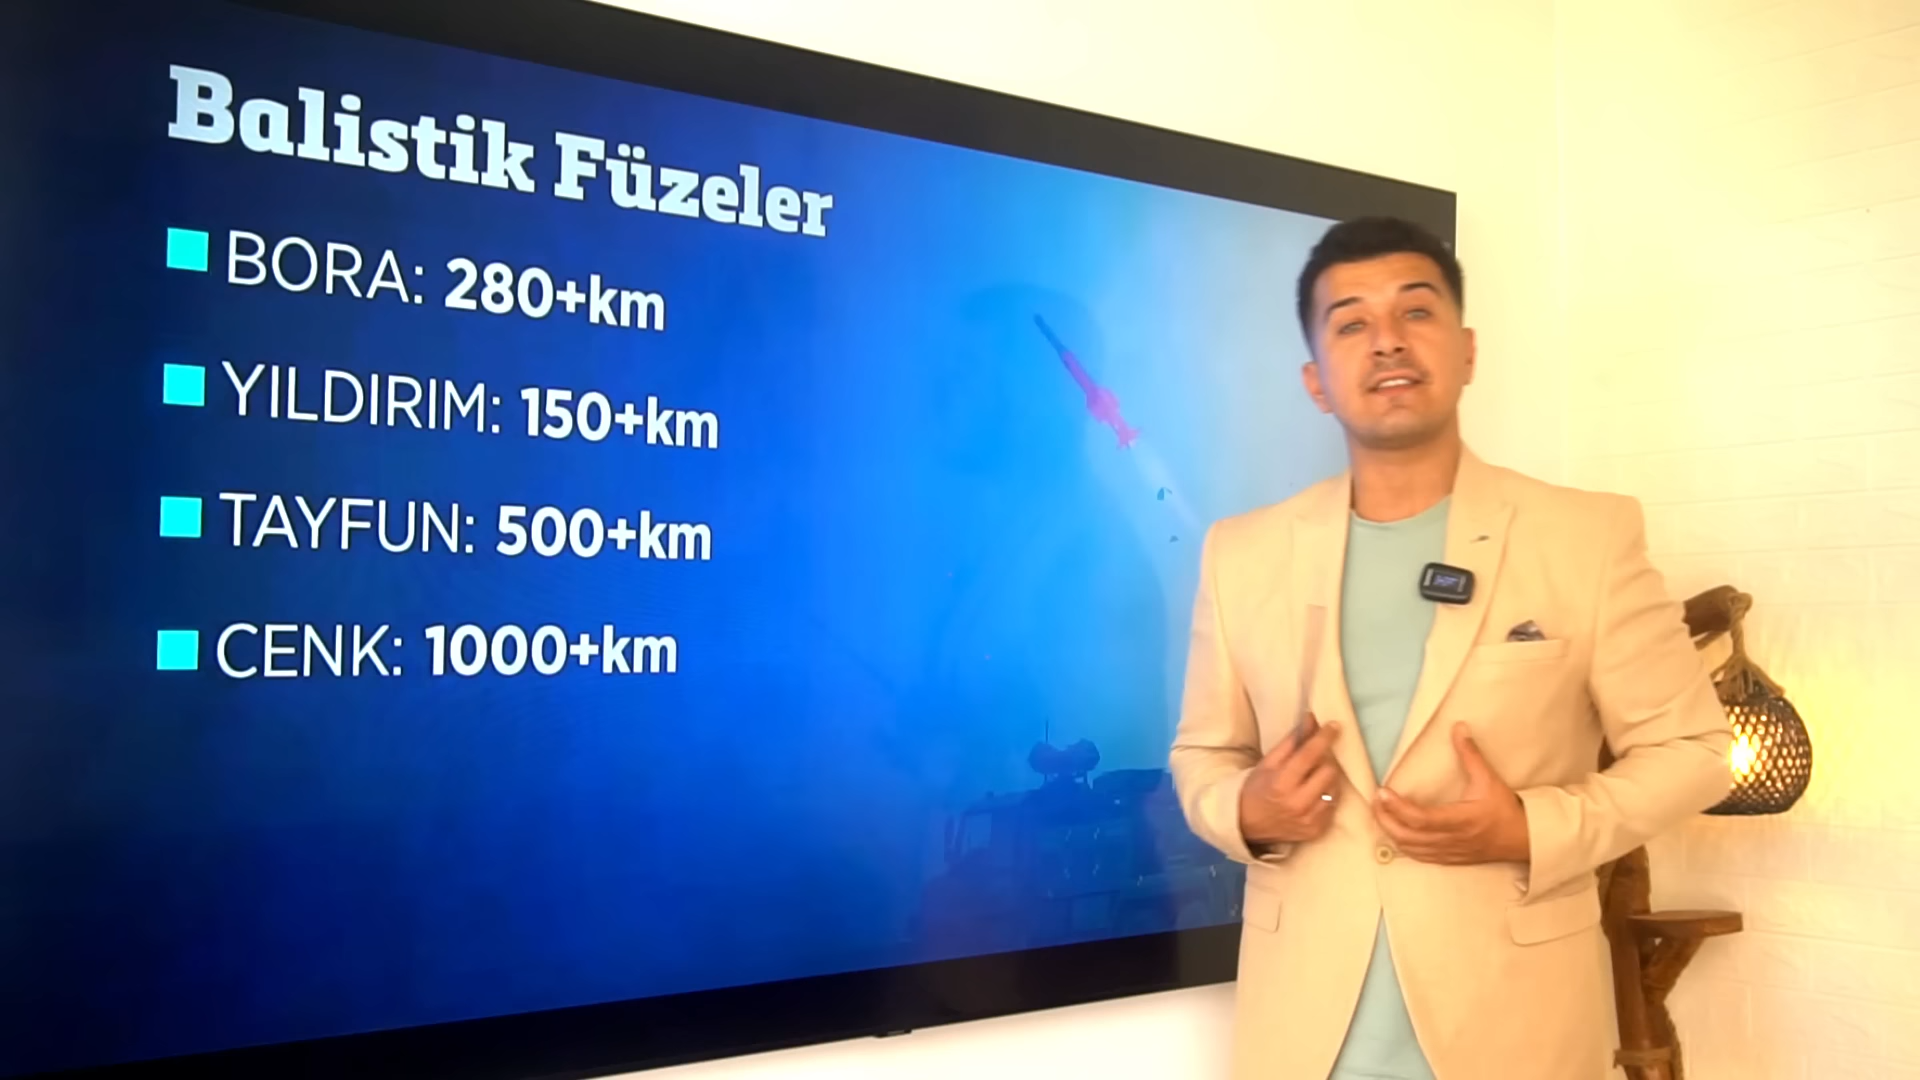 Balistik Füzeler
BORA: 280+km
YILDIRIM: 150+km
TAYFUN: 500+km
CENK: 1000+km